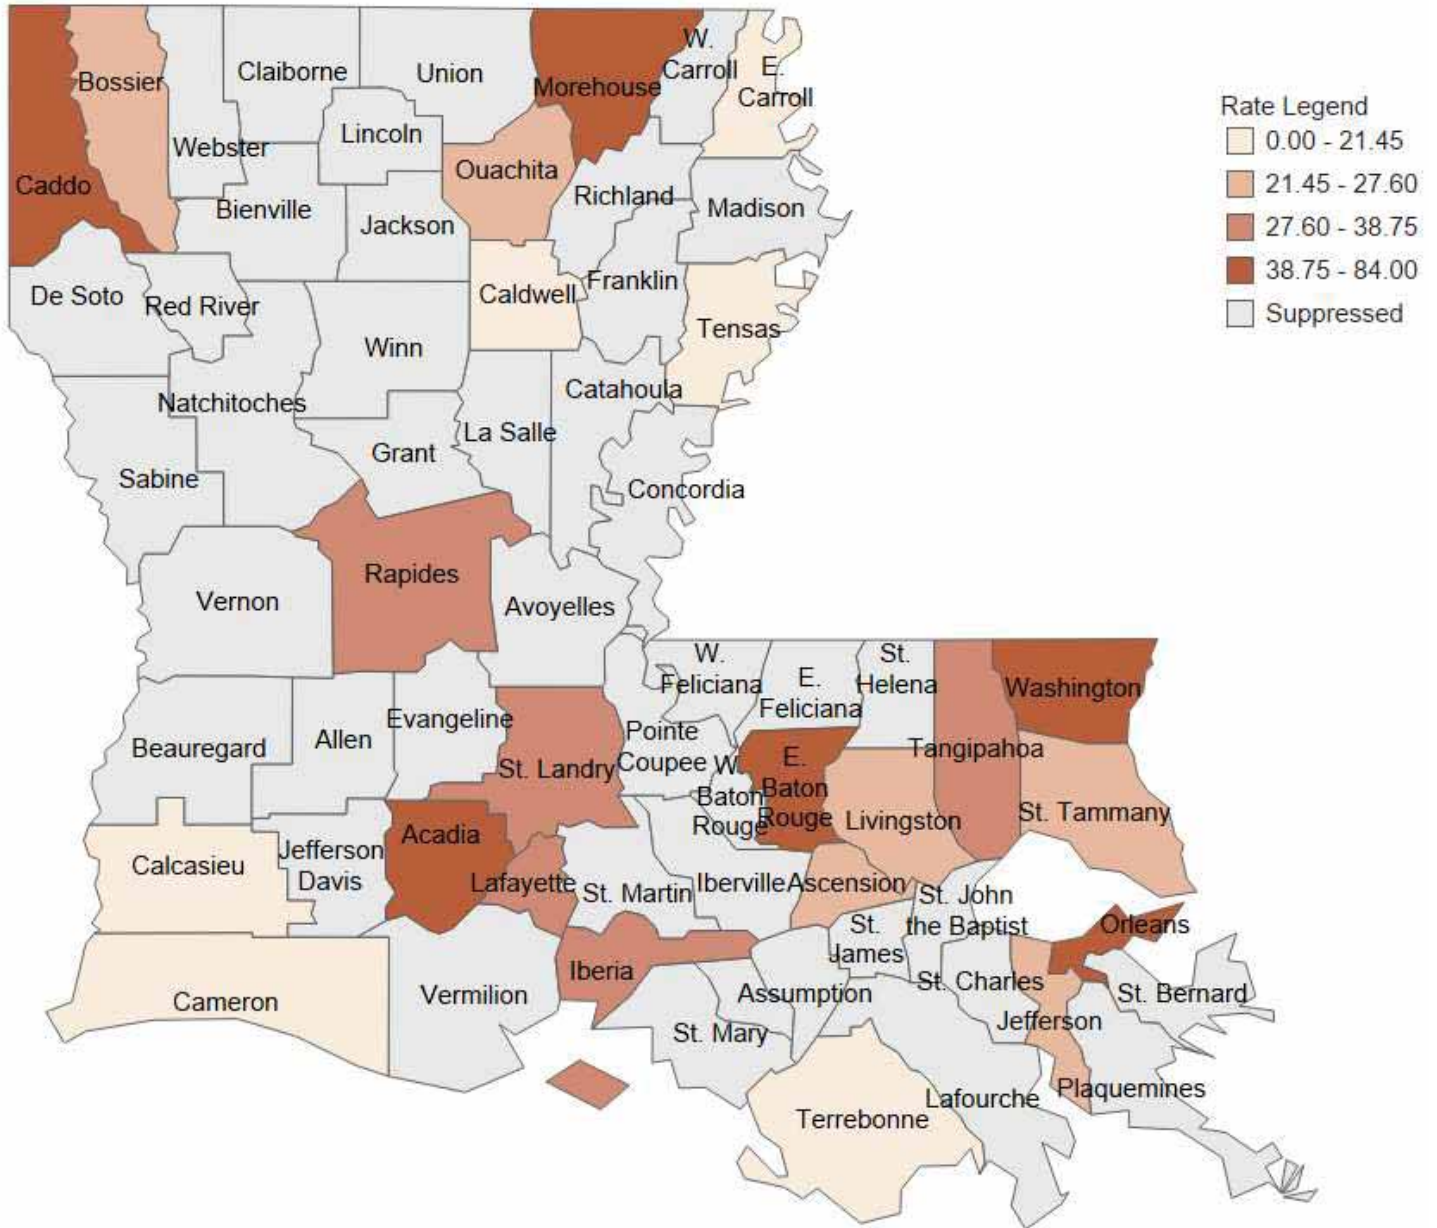 W.
Carroll
E.
Carroll
Bossier
Claiborne
Union
Morehouse
Webster
Lincoln
Caddo
Ouachita
Richland
Bienville
Jackson
Madison
De Soto
Red River
Caldwell
Franklin
Winn
Tensas
Natchitoches
Catahoula
Grant
La Salle
Sabine
Concordia
Rapides
Vernon
Avoyelles
W.
Feliciana
E.
Feliciana
St.
Helena
Washington
Beauregard
Allen
Evangeline
Pointe
Coupee
Tangipahoa
St. Landry
W.
Baton
Rouge
E.
Baton
Rouge
Livingston
St. Tammany
Calcasieu
Jefferson
Davis
Acadia
Lafayette
St. Martin
Iberville
Ascension
St. John
the Baptist
St.
James
Orleans
Cameron
Vermilion
Iberia
Assumption
St. Charles
St. Bernard
St. Mary
Jefferson
Terrebonne
Lafourche
Plaquemines
Rate Legend
0.00 - 21.45
21.45 - 27.60
27.60 - 38.75
38.75 - 84.00
Suppressed